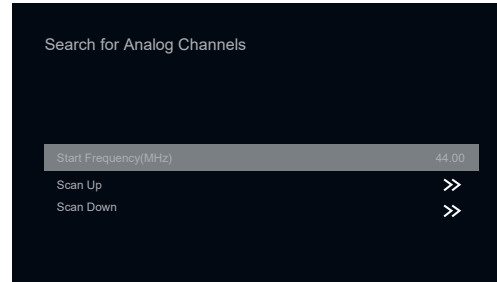 Search for Analog Channels
Start Frequency(MHz) 44.00
Scan Up
Scan Down